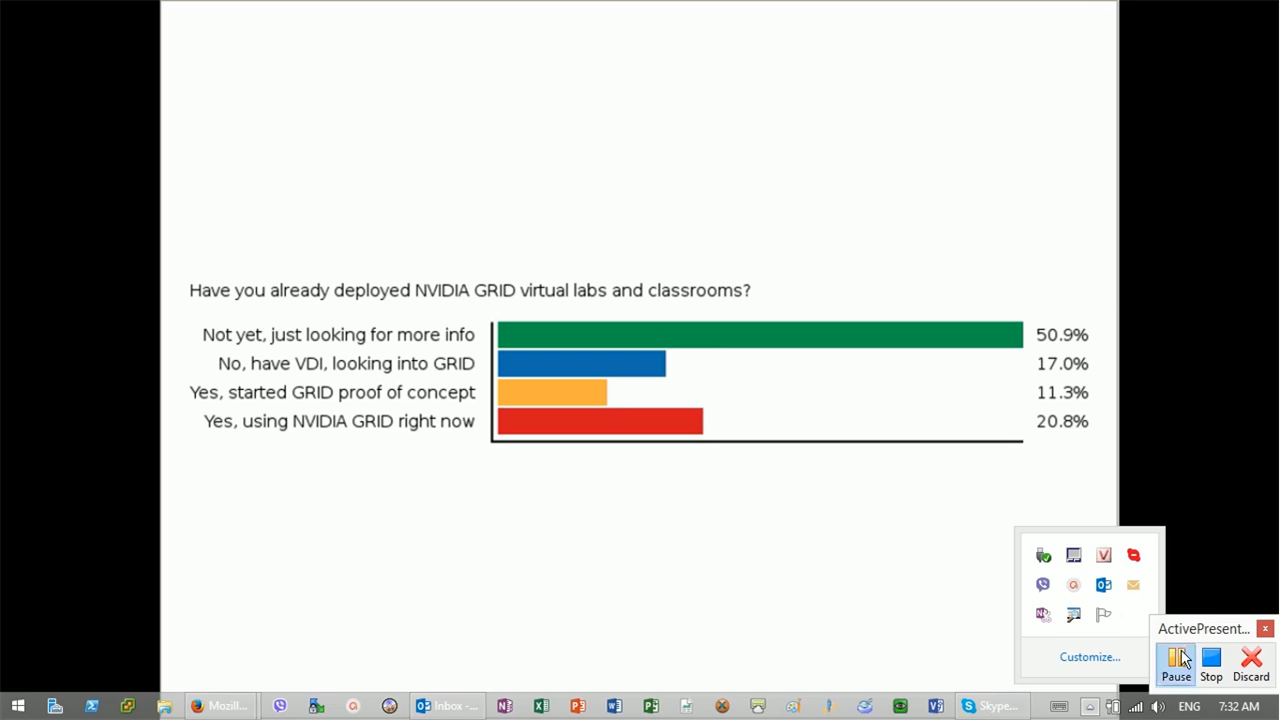 Have you already deployed NVIDIA GRID virtual labs and classrooms?
Not yet, just looking for more info 50.9%
No, have VDI, looking into GRID 17.0%
Yes, started GRID proof of concept 11.3%
Yes, using NVIDIA GRID right now 20.8%
Customize...
ActivePresent...
Pause Stop Discard
Mozill...
Inbox -...
Skype...
ENG
7:32 AM